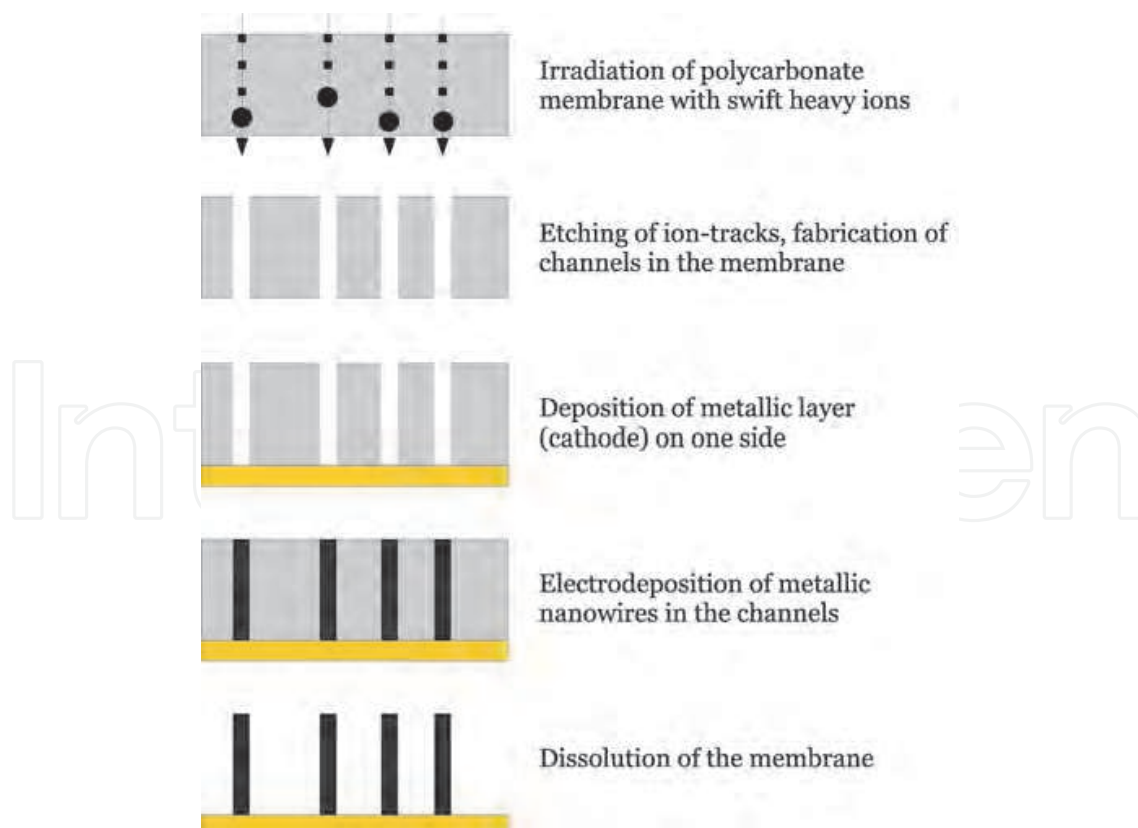 Irradiation of polycarbonate
membrane with swift heavy ions
Etching of ion-tracks, fabrication of
channels in the membrane
Deposition of metallic layer
(cathode) on one side
Electrodeposition of metallic
nanowires in the channels
Dissolution of the membrane